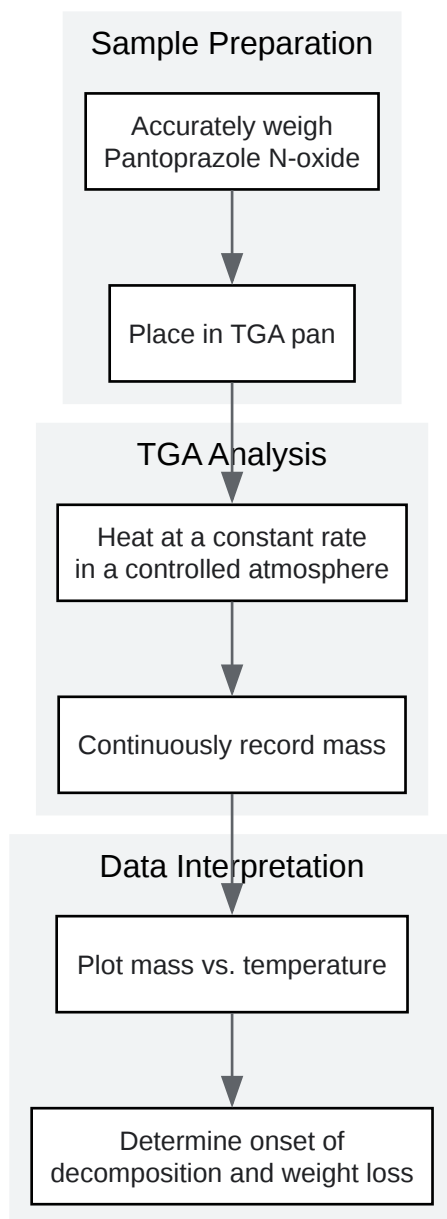 Sample Preparation
Accurately weigh
Pantoprazole N-oxide
Place in TGA pan
TGA Analysis
Heat at a constant rate
in a controlled atmosphere
Continuously record mass
Data Interpretation
Plot mass vs. temperature
Determine onset of
decomposition and weight loss